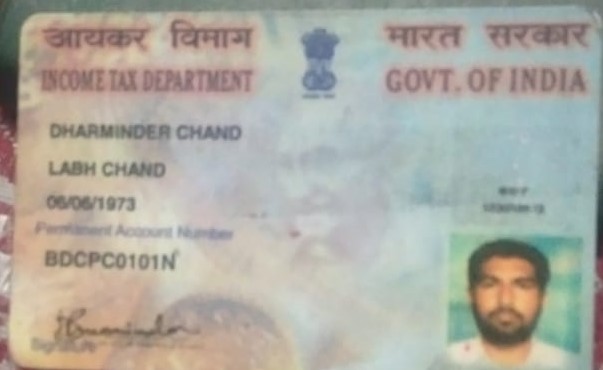 आयकर विभाग
भारत सरकार
INCOME TAX DEPARTMENT
GOVT. OF INDIA
DHARMINDER CHAND
LABH CHAND
06/06/1973
Permanent Account Number
BDCPC0101N
Signature